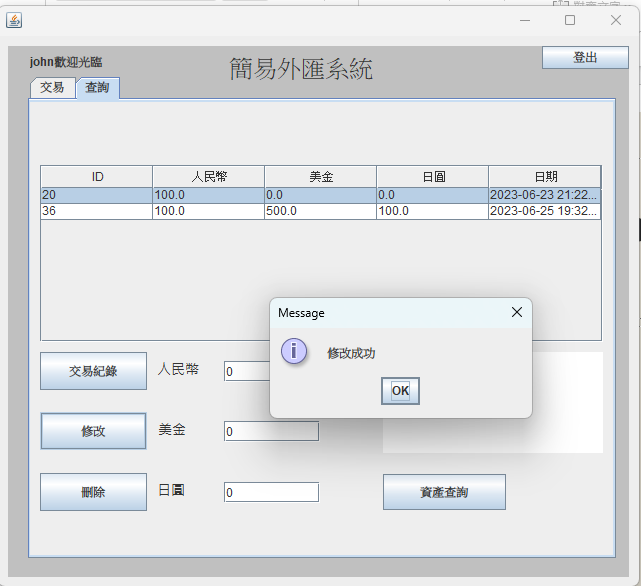 john歡迎光臨
簡易外匯系統
登出
交易
查詢
ID 人民幣 美金 日圓 日期
20 100.0 0.0 0.0 2023-06-23 21:22...
36 100.0 500.0 100.0 2023-06-25 19:32...
Message
修改成功
OK
交易紀錄
人民幣
0
修改
美金
0
刪除
日圓
0
資產查詢